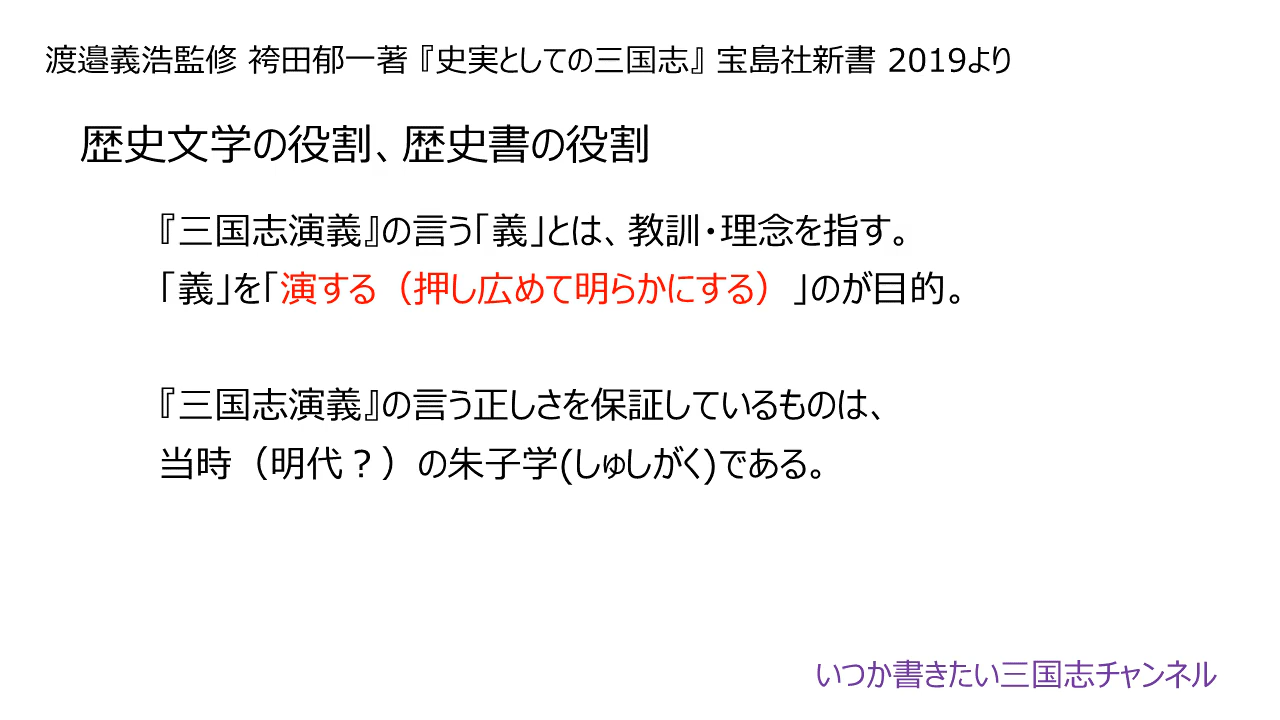 渡邉義浩監修 袴田郁一著『史実としての三国志』 宝島社新書 2019より
歴史文学の役割、歴史書の役割
『三国志演義』の言う「義」とは、教訓・理念を指す。
「義」を「演する（押し広めて明らかにする）」のが目的。
『三国志演義』の言う正しさを保証しているものは、
当時（明代？）の朱子学(しゅしがく)である。
いつか書きたい三国志チャンネル